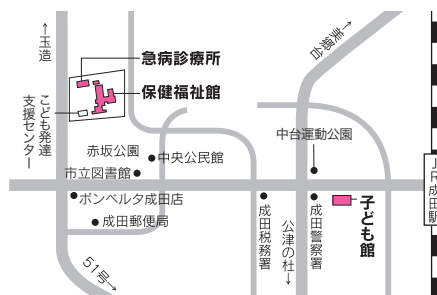 ←玉造
急病診療所
保健福祉館
こども発達
支援センター
→美郷台
赤坂公園
中央公民館
市立図書館
中台運動公園
ボンベルタ成田店
成田郵便局
成田税務署
公津の杜→
成田警察署
子ども館
JR成田駅
51号→